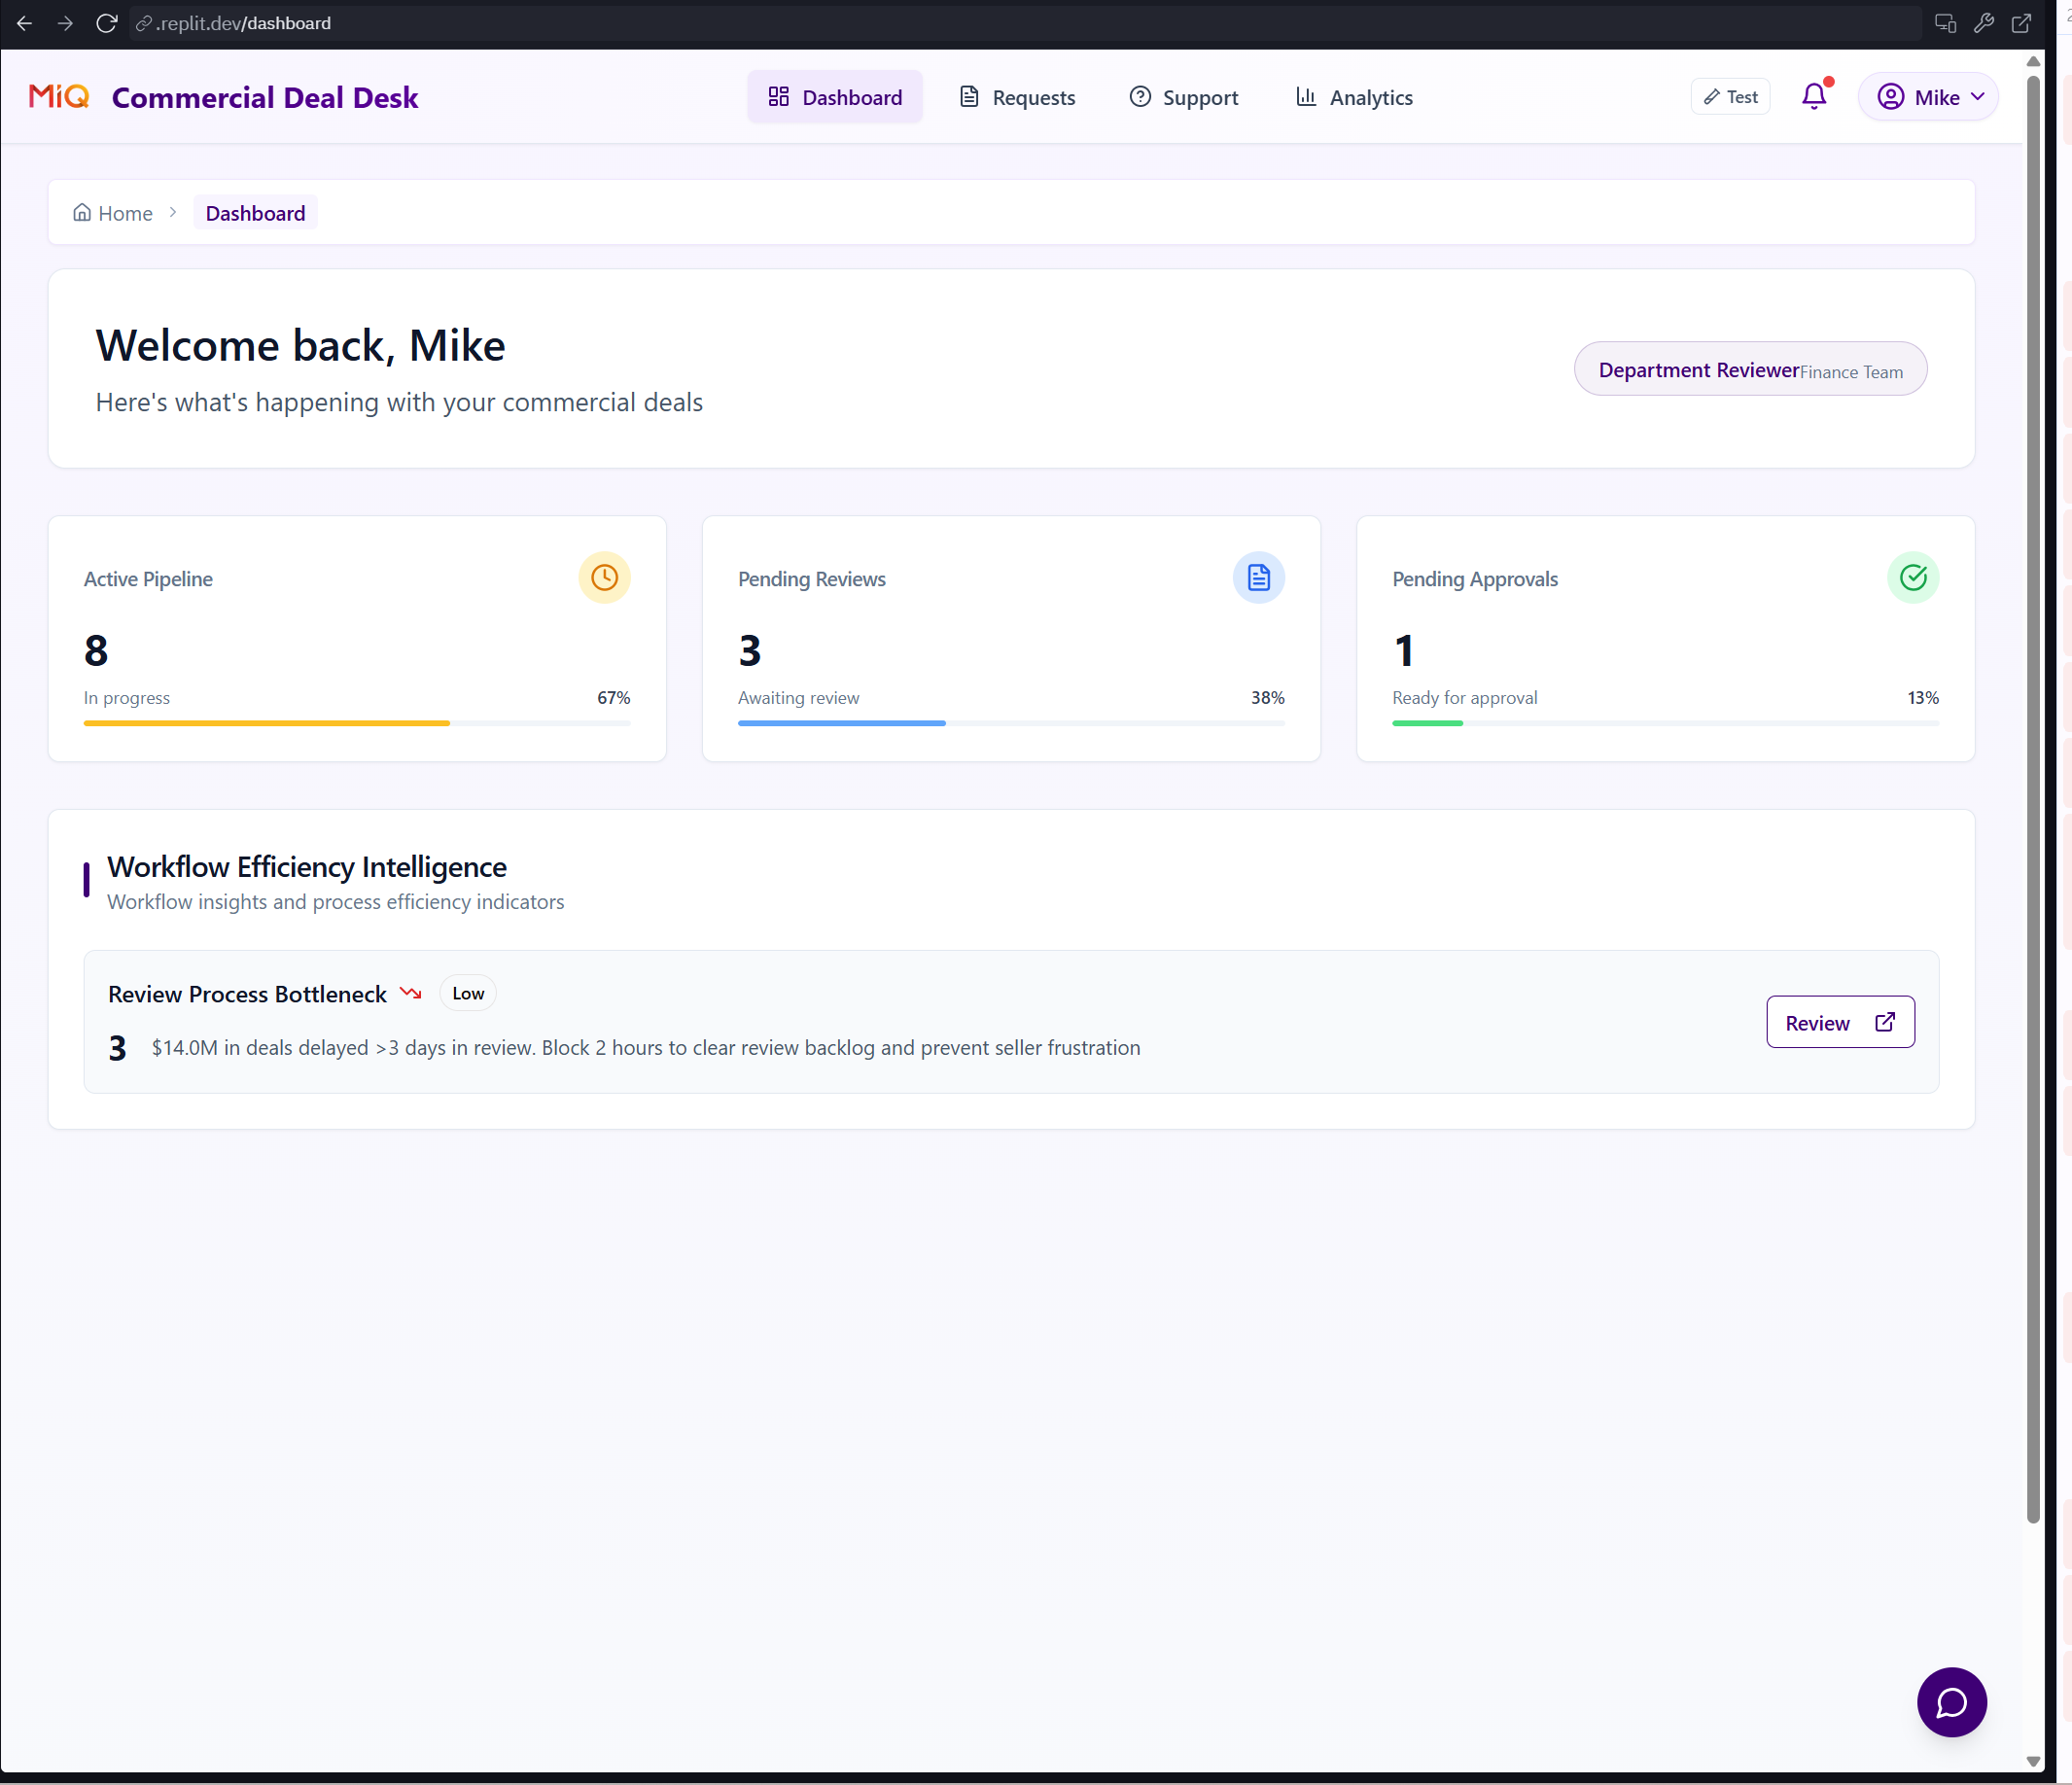 .replit.dev/dashboard
MiQ Commercial Deal Desk
Dashboard
Requests
Support
Analytics
Test
Mike
Home
Dashboard
Welcome back, Mike
Here's what's happening with your commercial deals
Department Reviewer Finance Team
Active Pipeline
8
In progress 67%
Pending Reviews
3
Awaiting review 38%
Pending Approvals
1
Ready for approval 13%
Workflow Efficiency Intelligence
Workflow insights and process efficiency indicators
Review Process Bottleneck Low
3 $14.0M in deals delayed >3 days in review. Block 2 hours to clear review backlog and prevent seller frustration
Review